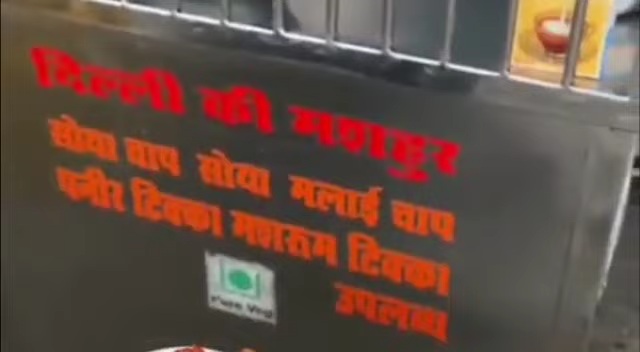 दिल्ली की मशहुर
सोया चाप सोया मलाई चाप
पनीर टिक्का मशरूम टिक्का
उपलब्ध
Pure Veg